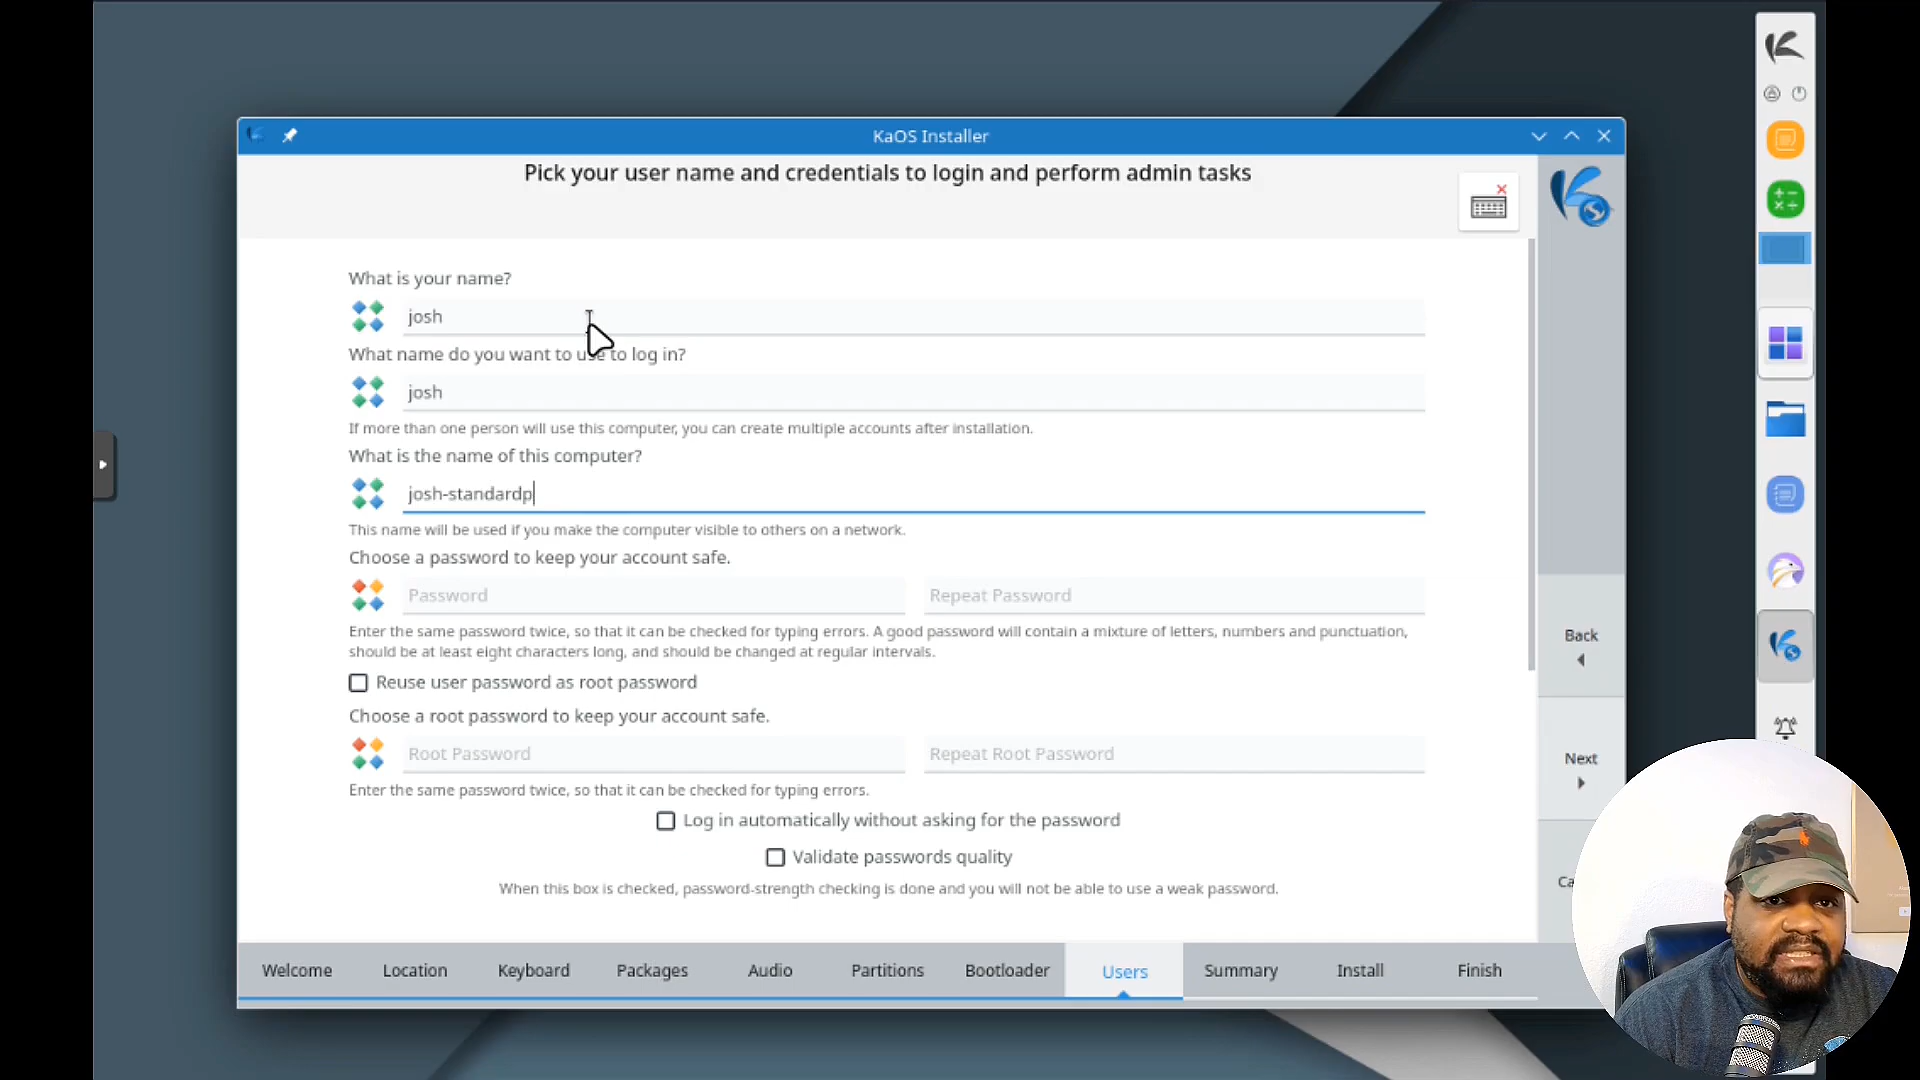 KaOS Installer
Pick your user name and credentials to login and perform admin tasks
What is your name?
josh
What name do you want to use to log in?
josh
If more than one person will use this computer, you can create multiple accounts after installation.
What is the name of this computer?
josh-standardp
This name will be used if you make the computer visible to others on a network.
Choose a password to keep your account safe.
Password
Repeat Password
Enter the same password twice, so that it can be checked for typing errors. A good password will contain a mixture of letters, numbers and punctuation,
should be at least eight characters long, and should be changed at regular intervals.
Reuse user password as root password
Choose a root password to keep your account safe.
Root Password
Repeat Root Password
Enter the same password twice, so that it can be checked for typing errors.
Log in automatically without asking for the password
Validate passwords quality
When this box is checked, password-strength checking is done and you will not be able to use a weak password.
Back
Next
Ca
Welcome
Location
Keyboard
Packages
Audio
Partitions
Bootloader
Users
Summary
Install
Finish